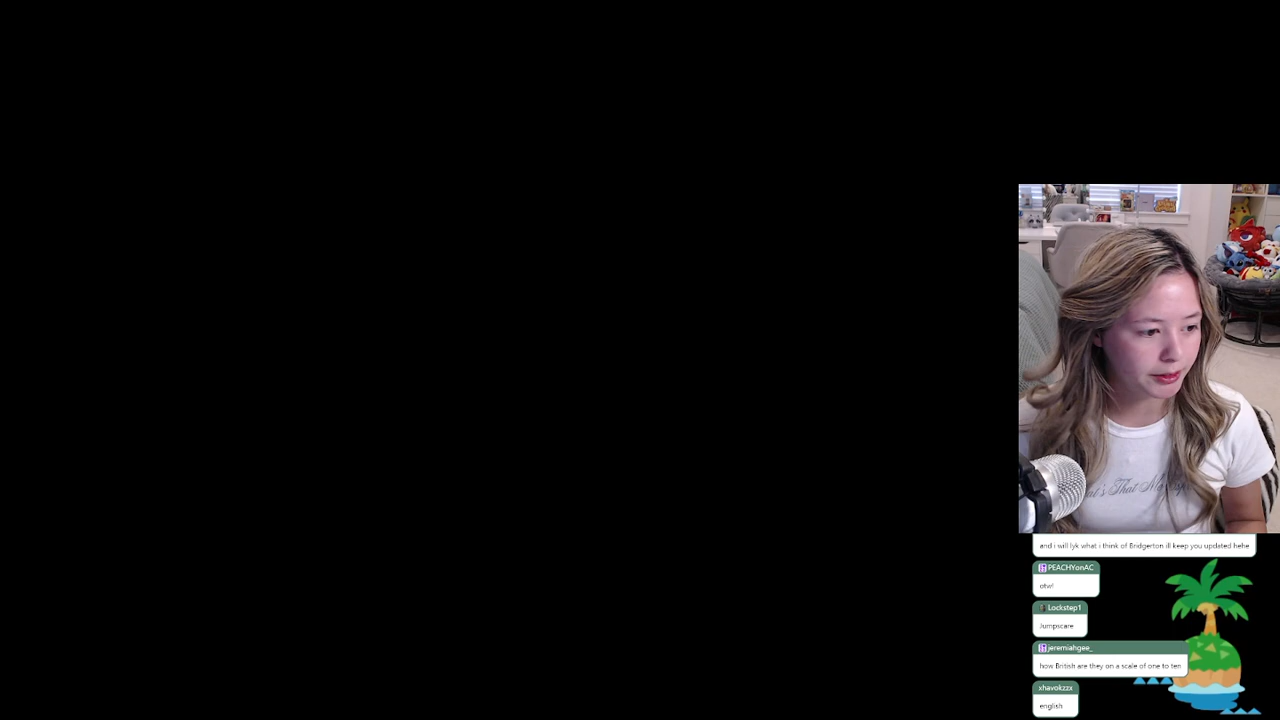 and i will lyk what i think of Bridgerton ill keep you updated hehe
PEACHYonAC
otw!
Lockstep1
Jumpscare
jeremiahgee_
how British are they on a scale of one to ten
xhavokzzx
english